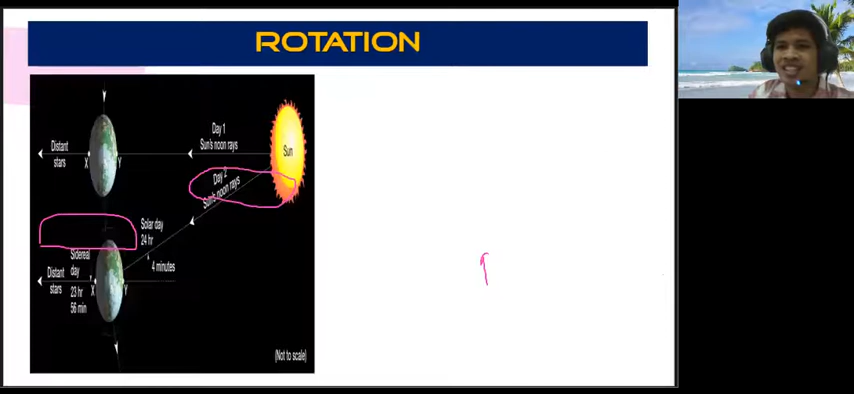 ROTATION
Day 1
Sun's noon rays
Distant
stars
X
Y
Sun
Day 2
Sun's noon rays
Solar day
24 hr
Sidereal
day
4 minutes
Distant
stars
23 hr
56 min
X
Y
(Not to scale)